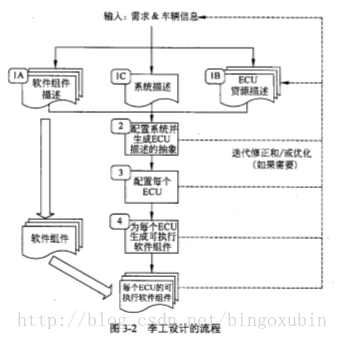 输入：需求 & 车辆信息
1A
软件组件
描述
1C
系统描述
1B
ECU
资源描述
2
配置系统并
生成ECU
描述的抽象
迭代修正和/或优化
(如果需要)
3
配置每个
ECU
4
为每个ECU
生成可执行
软件组件
软件组件
每个ECU的可
执行软件组件
http://blog.csdn.net/bingoxubin
图 3-2 李工设计的流程